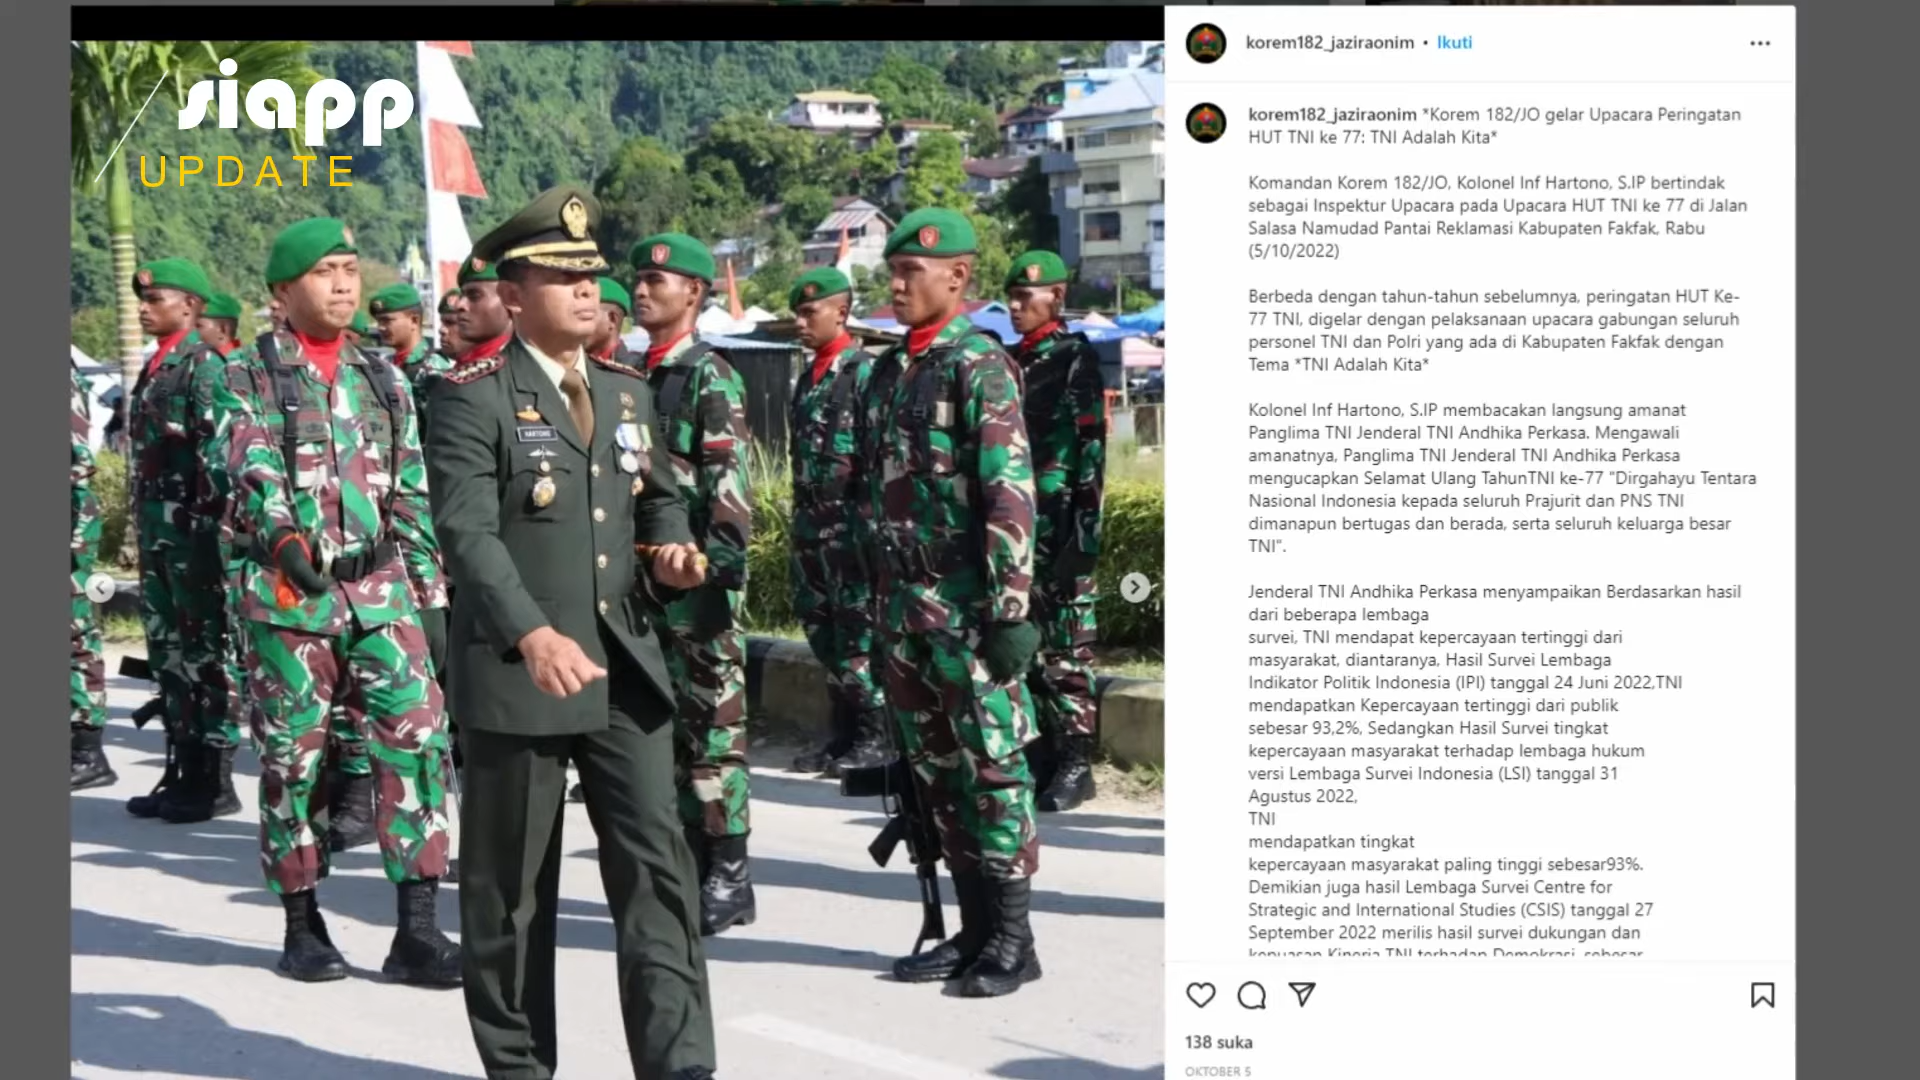 siapp
UPDATE
HARTONO
korem182_jaziraonim • Ikuti
korem182_jaziraonim *Korem 182/JO gelar Upacara Peringatan
HUT TNI ke 77: TNI Adalah Kita*
Komandan Korem 182/JO, Kolonel Inf Hartono, S.IP bertindak
sebagai Inspektur Upacara pada Upacara HUT TNI ke 77 di Jalan
Salasa Namudad Pantai Reklamasi Kabupaten Fakfak, Rabu
(5/10/2022)
Berbeda dengan tahun-tahun sebelumnya, peringatan HUT Ke-
77 TNI, digelar dengan pelaksanaan upacara gabungan seluruh
personel TNI dan Polri yang ada di Kabupaten Fakfak dengan
Tema *TNI Adalah Kita*
Kolonel Inf Hartono, S.IP membacakan langsung amanat
Panglima TNI Jenderal TNI Andhika Perkasa. Mengawali
amanatnya, Panglima TNI Jenderal TNI Andhika Perkasa
mengucapkan Selamat Ulang TahunTNI ke-77 "Dirgahayu Tentara
Nasional Indonesia kepada seluruh Prajurit dan PNS TNI
dimanapun bertugas dan berada, serta seluruh keluarga besar
TNI".
Jenderal TNI Andhika Perkasa menyampaikan Berdasarkan hasil
dari beberapa lembaga
survei, TNI mendapat kepercayaan tertinggi dari
masyarakat, diantaranya, Hasil Survei Lembaga
Indikator Politik Indonesia (IPI) tanggal 24 Juni 2022,TNI
mendapatkan Kepercayaan tertinggi dari publik
sebesar 93,2%, Sedangkan Hasil Survei tingkat
kepercayaan masyarakat terhadap lembaga hukum
versi Lembaga Survei Indonesia (LSI) tanggal 31
Agustus 2022,
TNI
mendapatkan tingkat
kepercayaan masyarakat paling tinggi sebesar93%.
Demikian juga hasil Lembaga Survei Centre for
Strategic and International Studies (CSIS) tanggal 27
September 2022 merilis hasil survei dukungan dan
kepuasan Kinerja TNI terhadap Demokrasi, sebesar
138 suka
OKTOBER 5